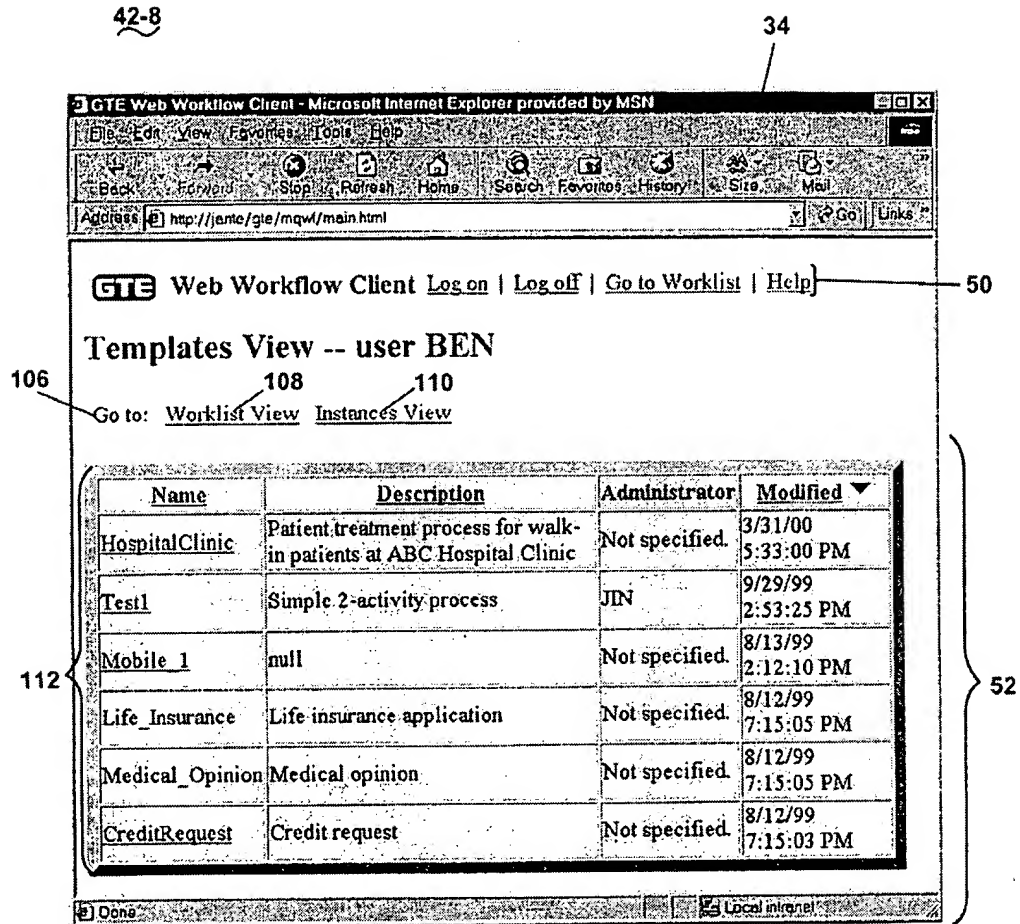 42-8
34
GTE Web Workflow Client - Microsoft Internet Explorer provided by MSN
File Edit View Favorites Tools Help
Back Forward Stop Refresh Home Search Favorites History Size Mail
Address http://jante/gte/mqwf/main.html Go Links
GTE Web Workflow Client Log on | Log off | Go to Worklist | Help
50
Templates View -- user BEN
106
108
110
Go to: Worklist View Instances View
Name Description Administrator Modified
HospitalClinic Patient treatment process for walk-in patients at ABC Hospital Clinic Not specified. 3/31/00 5:33:00 PM
Test1 Simple 2-activity process JIN 9/29/99 2:53:25 PM
Mobile_1 null Not specified. 8/13/99 2:12:10 PM
112
52
Life_Insurance Life insurance application Not specified. 8/12/99 7:15:05 PM
Medical_Opinion Medical opinion Not specified. 8/12/99 7:15:05 PM
CreditRequest Credit request Not specified. 8/12/99 7:15:03 PM
Done Local intranet